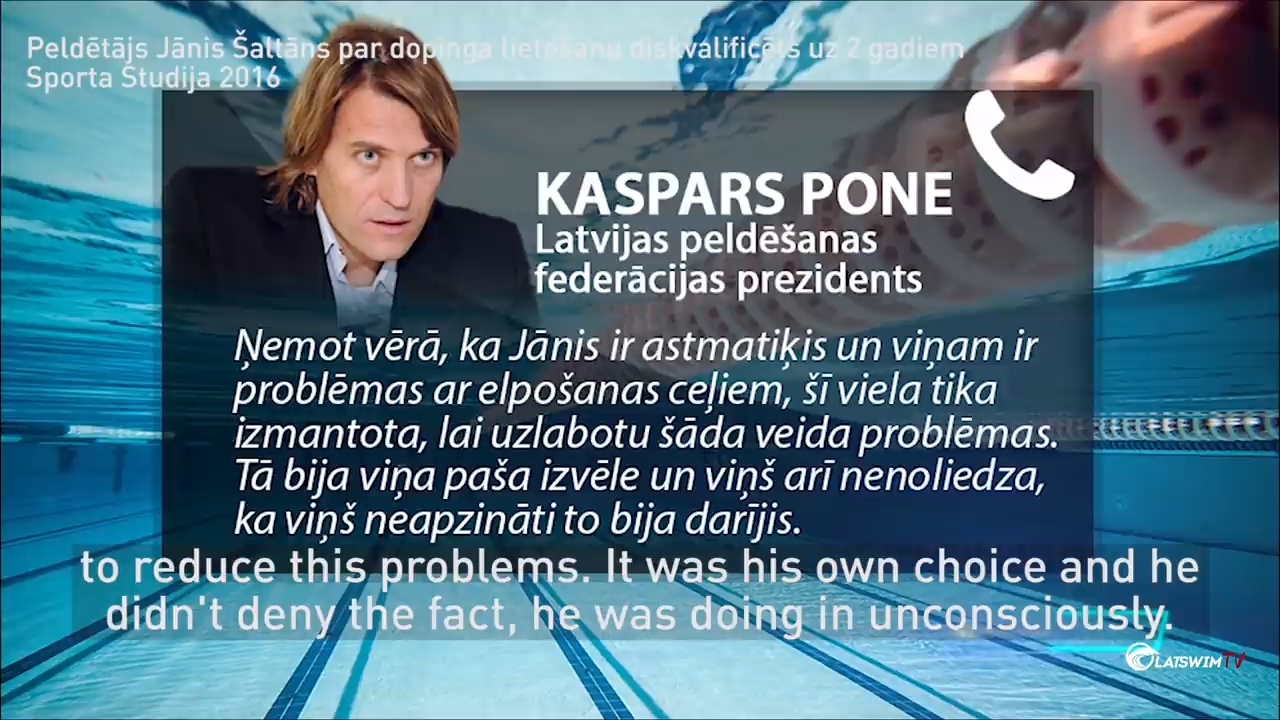 Peldētājs Jānis Šaltāns par dopinga lietošanu diskvalificēts uz 2 gadiem
Sporta Studija 2016
KASPARS PONE
Latvijas peldēšanas
federācijas prezidents
Ņemot vērā, ka Jānis ir astmatiķis un viņam ir
problēmas ar elpošanas ceļiem, šī viela tika
izmantota, lai uzlabotu šāda veida problēmas.
Tā bija viņa paša izvēle un viņš arī nenoliedza,
ka viņš neapzināti to bija darījis.
to reduce this problems. It was his own choice and he
didn't deny the fact, he was doing in unconsciously.
LATSWIMTV